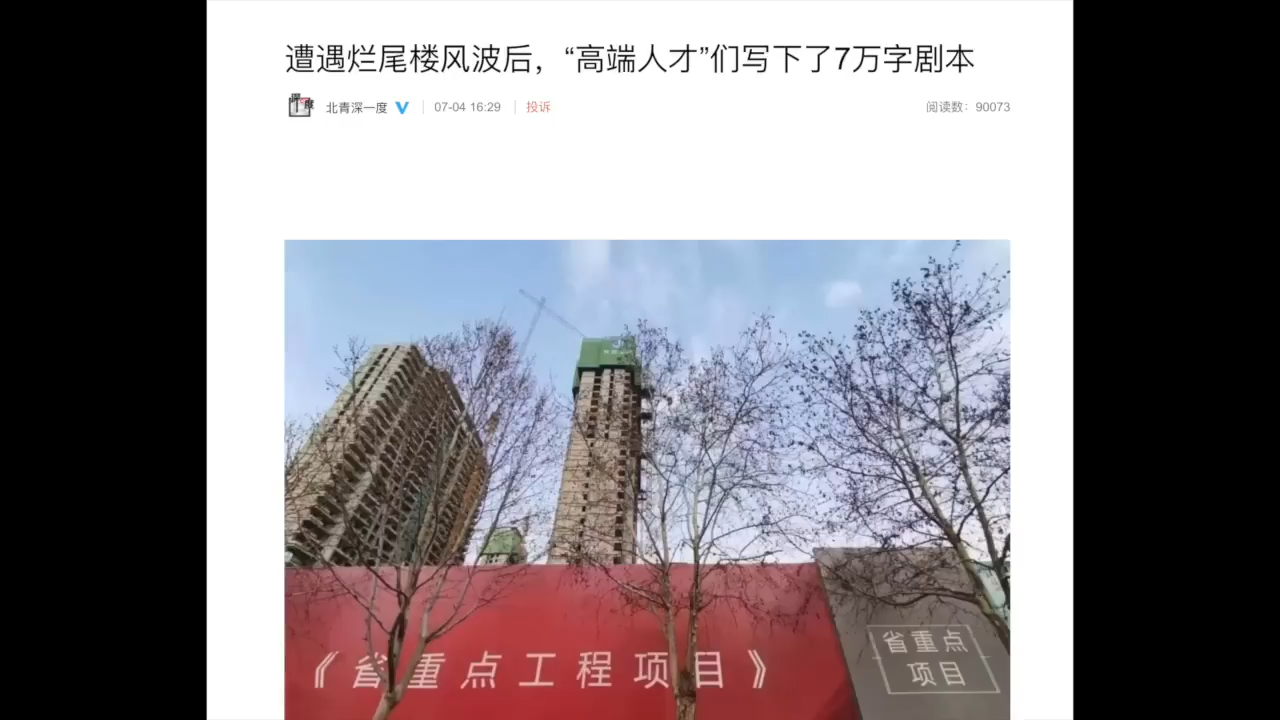 遭遇烂尾楼风波后，“高端人才”们写下了7万字剧本
北青深一度 07-04 16:29 投诉 阅读数：90073
《省重点工程项目》
省重点
项目